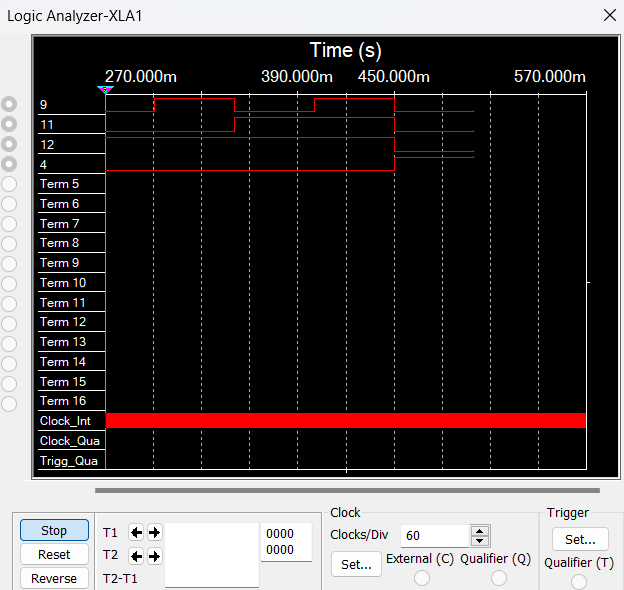 Logic Analyzer-XLA1
Time (s)
270.000m 390.000m 450.000m 570.000m
9
11
12
4
Term 5
Term 6
Term 7
Term 8
Term 9
Term 10
Term 11
Term 12
Term 13
Term 14
Term 15
Term 16
Clock_Int
Clock_Qua
Trigg_Qua
Stop
Reset
Reverse
T1
T2
T2-T1
0000
0000
Clock
Clocks/Div 60
Set...
External (C) Qualifier (Q)
Trigger
Set...
Qualifier (T)